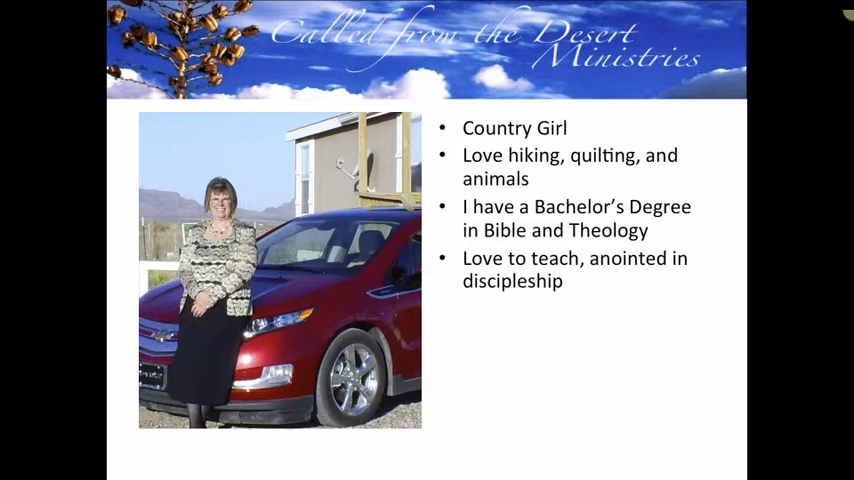 Called from the Desert
Ministries
• Country Girl
• Love hiking, quilting, and
animals
• I have a Bachelor's Degree
in Bible and Theology
• Love to teach, anointed in
discipleship